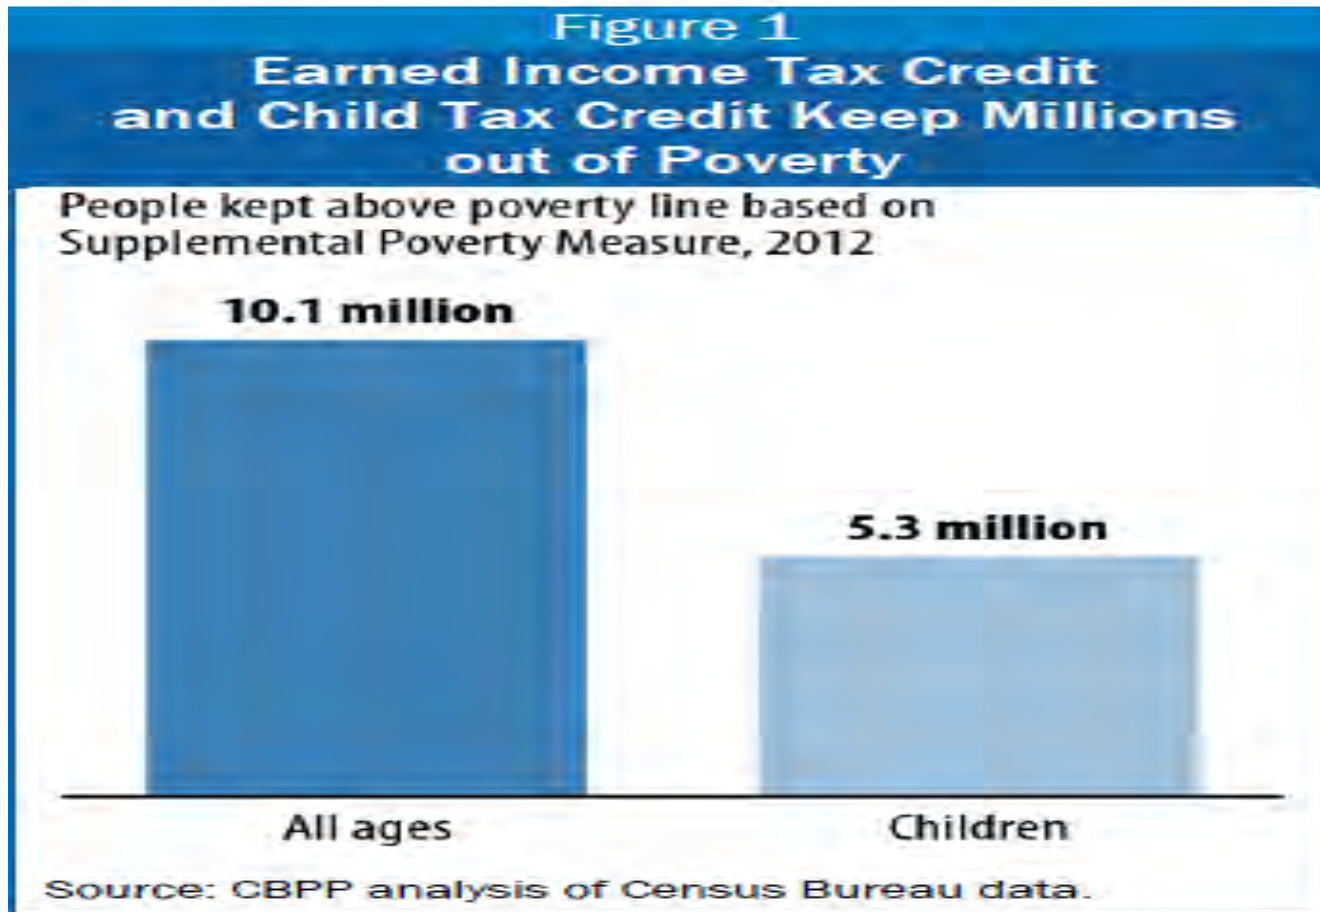 Figure 1
Earned Income Tax Credit
and Child Tax Credit Keep Millions
out of Poverty
People kept above poverty line based on
Supplemental Poverty Measure, 2012
10.1 million
5.3 million
All ages
Children
Source: CBPP analysis of Census Bureau data.